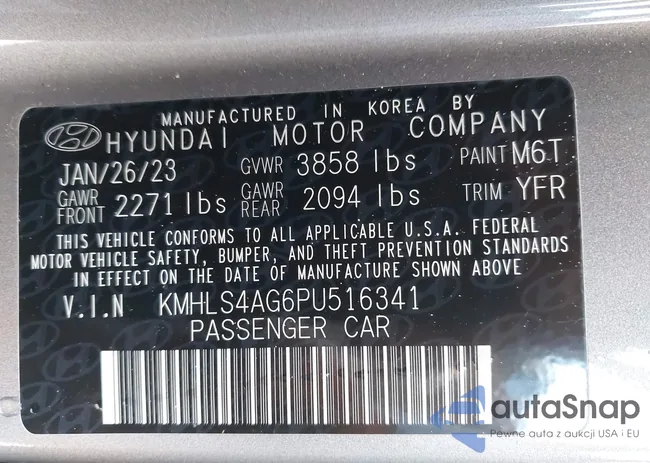 MANUFACTURED IN KOREA BY
HYUNDAI MOTOR COMPANY
JAN/26/23 GVWR 3858 lbs PAINT M6T
GAWR FRONT 2271 lbs GAWR REAR 2094 lbs TRIM YFR
THIS VEHICLE CONFORMS TO ALL APPLICABLE U.S.A. FEDERAL
MOTOR VEHICLE SAFETY, BUMPER, AND THEFT PREVENTION STANDARDS
IN EFFECT ON THE DATE OF MANUFACTURE SHOWN ABOVE
V.I.N KMHLS4AG6PU516341
PASSENGER CAR
autaSnap
Pewne auta z aukcji USA i EU